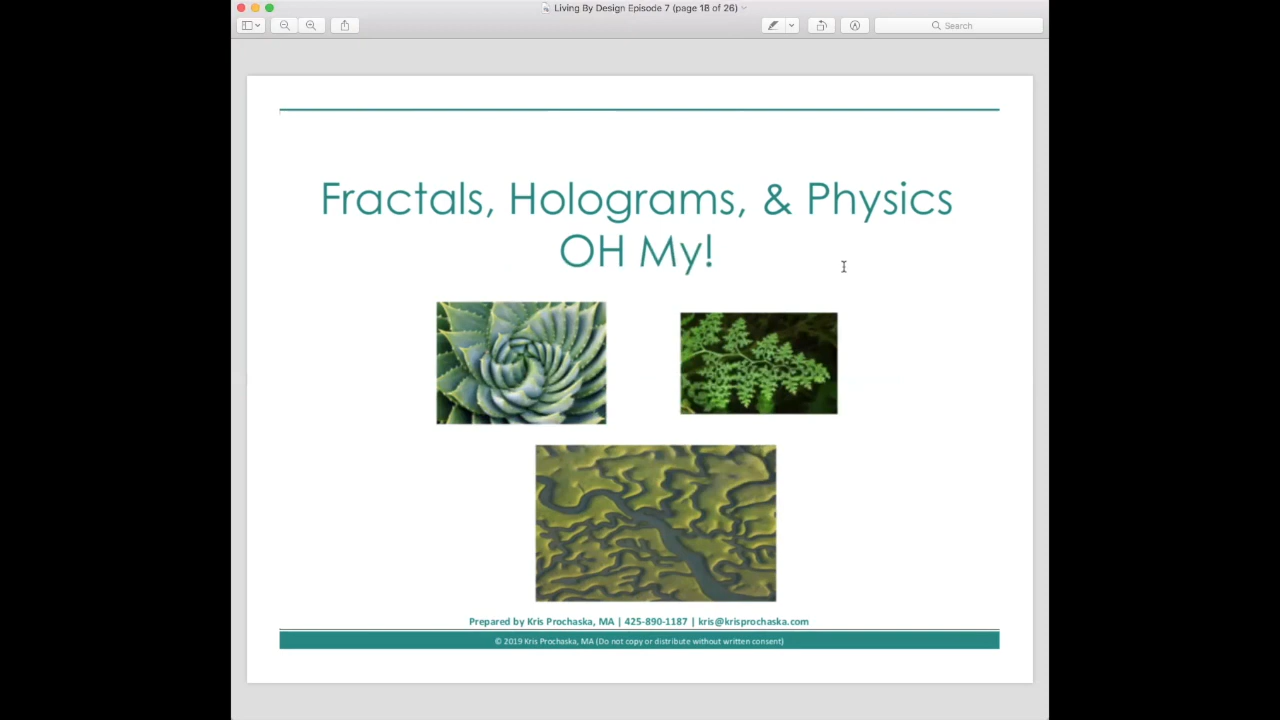 Living By Design Episode 7 (page 18 of 26)
Search
Fractals, Holograms, & Physics
OH My!
Prepared by Kris Prochaska, MA | 425-890-1187 | kris@krisprochaska.com
© 2019 Kris Prochaska, MA (Do not copy or distribute without written consent)